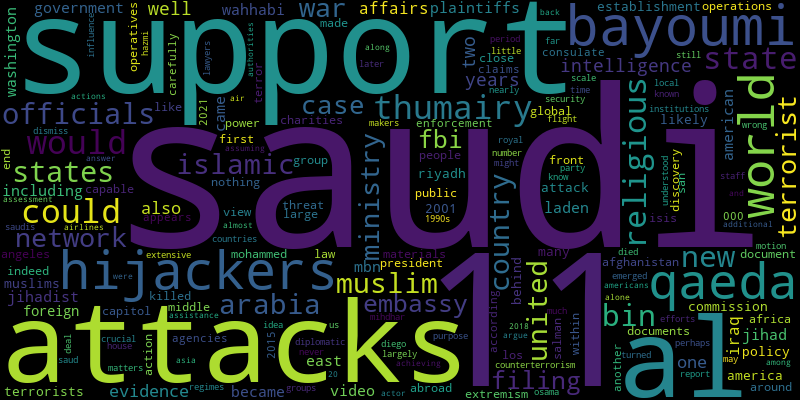 government wahhabi war affairs plaintiffs establishment operations
influence well made operatives hazmi back
washington support bayoumi
carefully lawyers authorities along period far consulate still
terror later little two close claims intelligence state
actions 2021 air years scale time local
officials like came case thumairy nearly security known
dismiss power charities global institutions likely american world
would first enforcement makers flight wrong terrorist
end answer assuming fbi royal number front party religious
states islamic group people might know discovery understood san
including capable nothing riyadh attack staff
assessment could saudi public laden isis and
also view threat 2001 ministry country 000 additional
network appears large 1990s many document motion
saudis airlines countries almost mohammed law materials
angeles extensive were mbn president behind died new
indeed hijackers muslim afghanistan emerged americans
muslims killed capitol embassy according united alone qaeda
jihadist arabia 11 bin commission
foreign crucial assistance middle idea us mihdhar much documents efforts africa
attacks deal house agencies 2015 diplomatic never diego argue 2018 salman within iraq jihad
action matters asia east largely los purpose another turned perhaps one policy
saud 20 filing counterterrorism al may america among
terrorists evidence regimes became groups video actor abroad achieving extremism osama report around